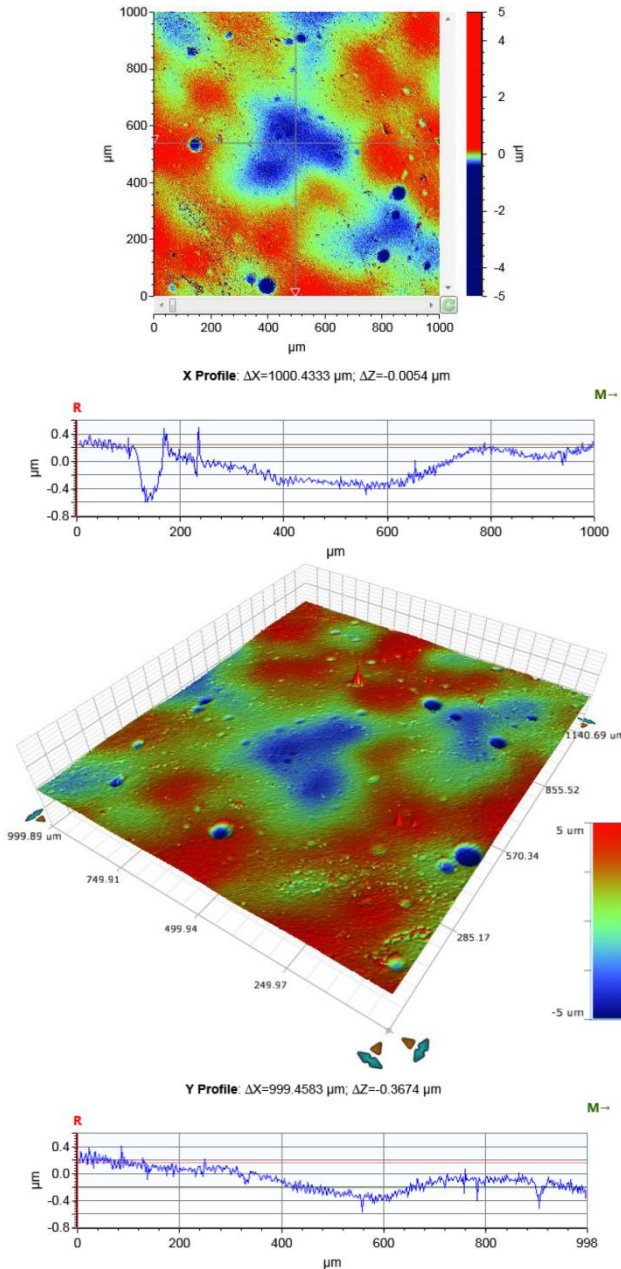 1000
800
600
400
200
0
µm
0
200
400
600
800
1000
µm
5
4
2
0
-2
-4
-5
µm
X Profile: ΔX=1000.4333 µm; ΔZ=-0.0054 µm
R
M→
0.4
0.0
-0.4
-0.8
µm
0
200
400
600
800
1000
µm
999.89 um
749.91
499.94
249.97
285.17
570.34
855.52
1140.69 um
5 um
-5 um
Y Profile: ΔX=999.4583 µm; ΔZ=-0.3674 µm
R
M→
0.4
0.0
-0.4
-0.8
µm
0
200
400
600
800
998
µm